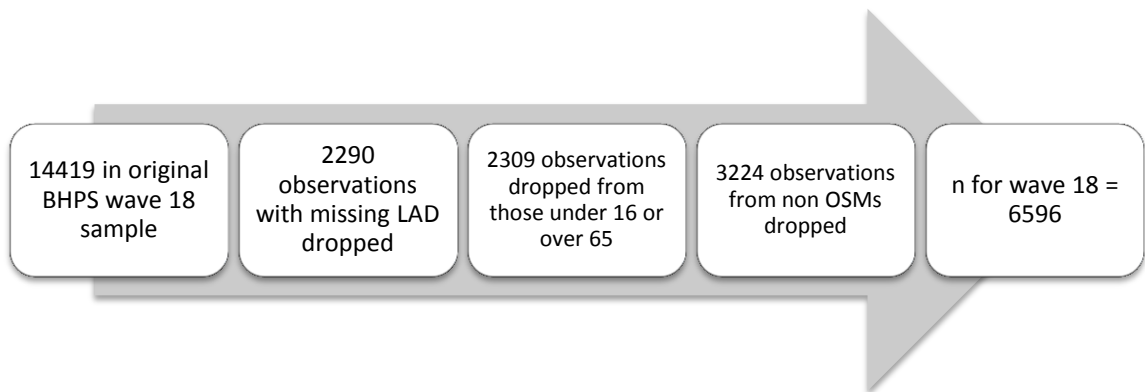 14419 in original
BHPS wave 18
sample
2290
observations
with missing LAD
dropped
2309 observations
dropped from
those under 16 or
over 65
3224 observations
from non OSMs
dropped
n for wave 18 =
6596